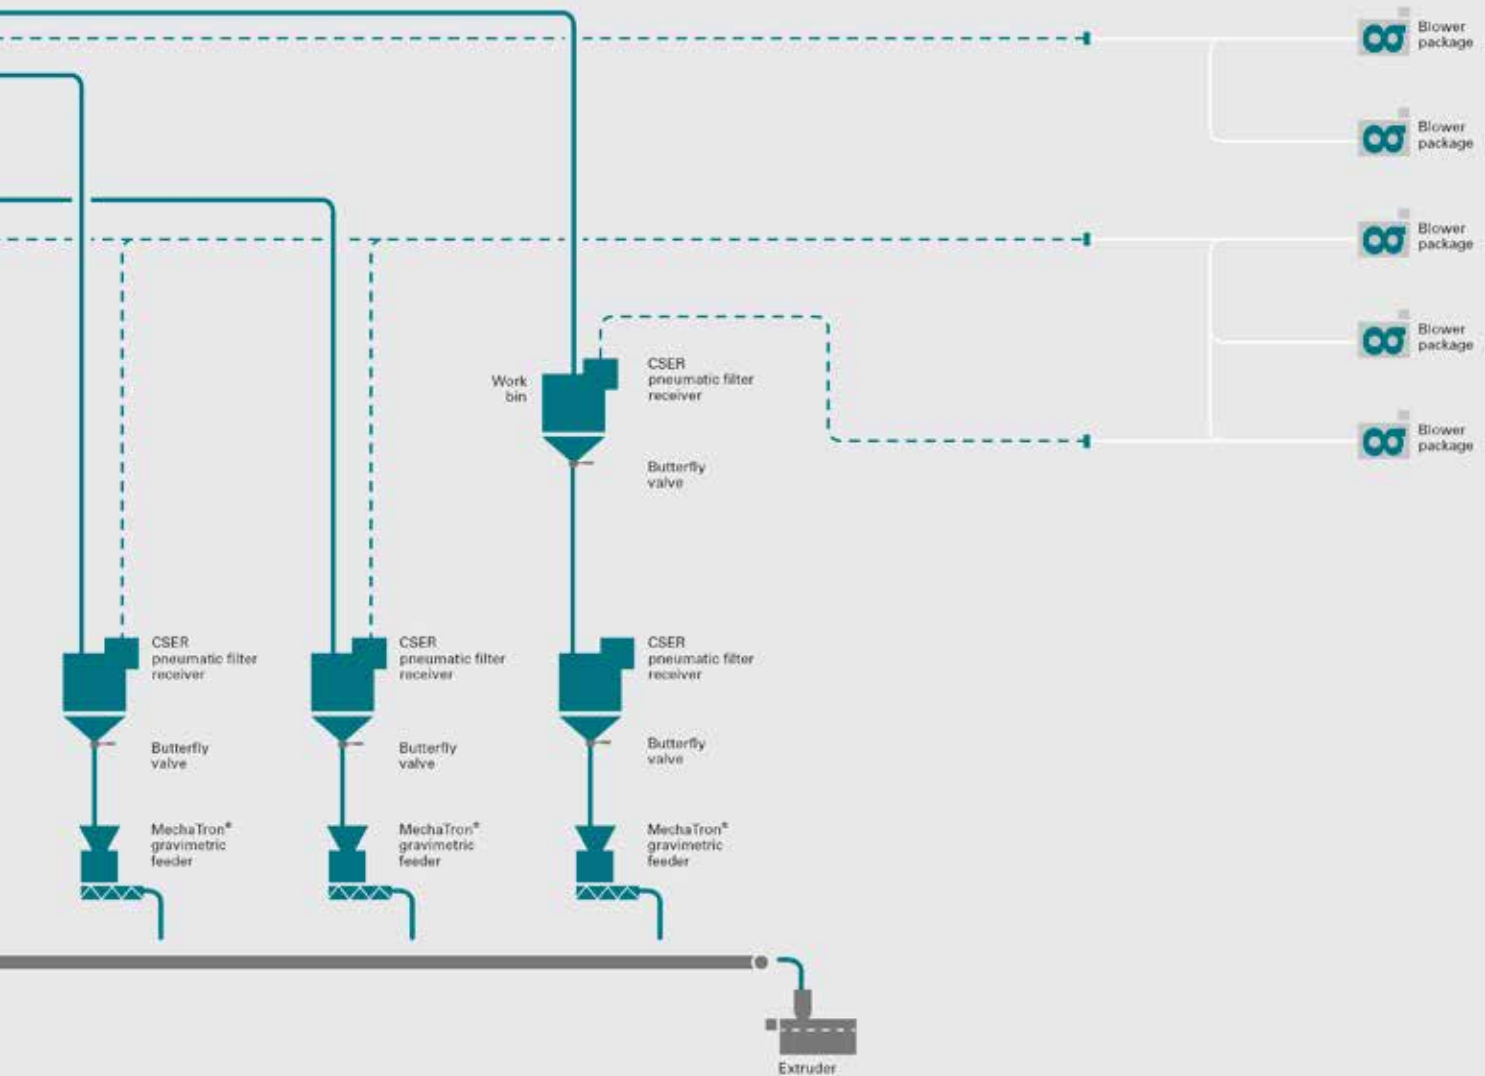 Blower
package
Blower
package
Blower
package
Blower
package
Work
bin
CSER
pneumatic filter
receiver
Blower
package
Butterfly
valve
CSER
pneumatic filter
receiver
CSER
pneumatic filter
receiver
CSER
pneumatic filter
receiver
Butterfly
valve
Butterfly
valve
Butterfly
valve
MechaTron®
gravimetric
feeder
MechaTron®
gravimetric
feeder
MechaTron®
gravimetric
feeder
Extruder